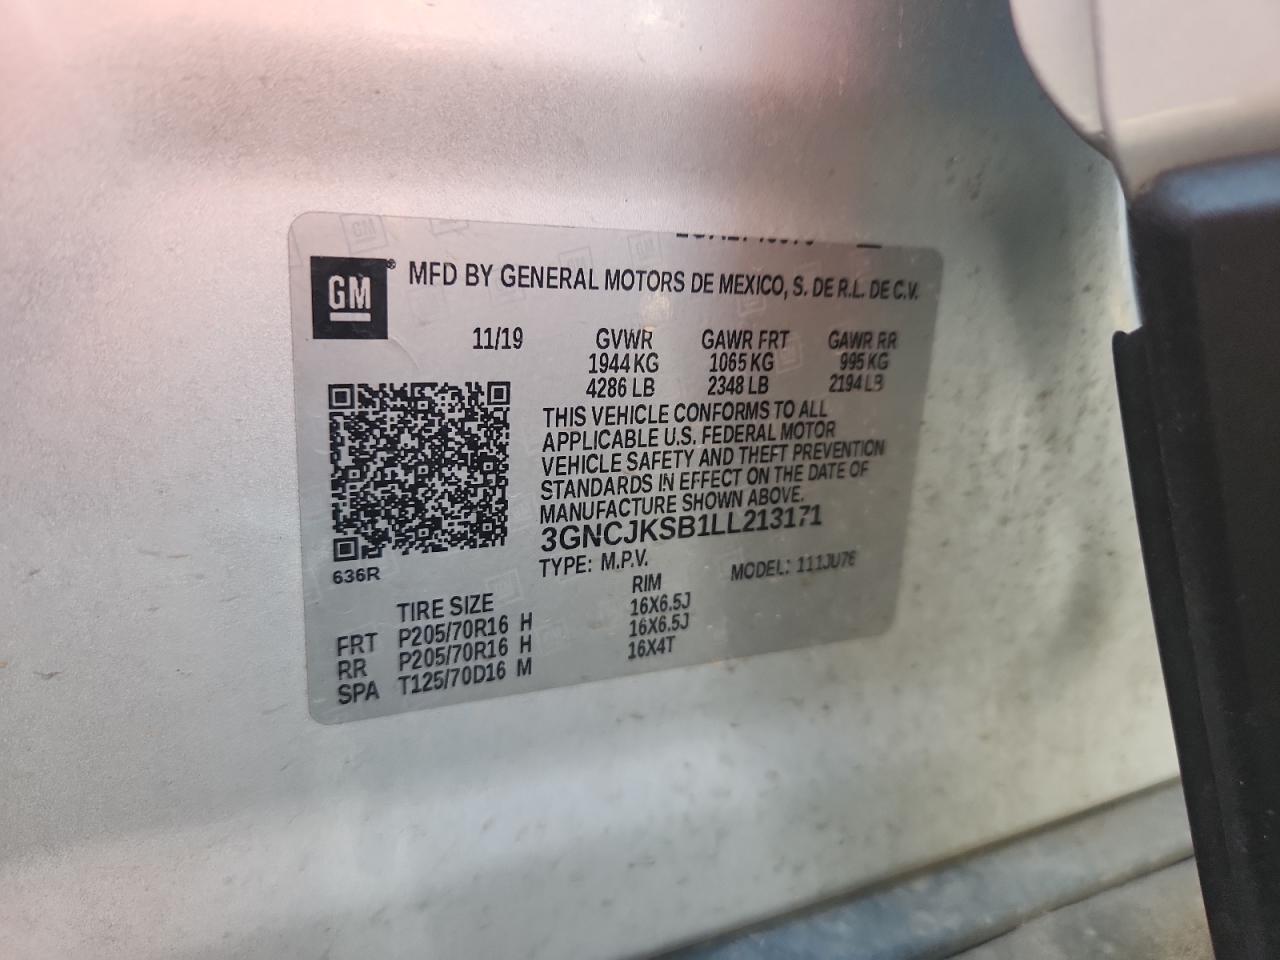 GM
MFD BY GENERAL MOTORS DE MEXICO, S. DE R.L. DE C.V.
11/19 GVWR GAWR FRT GAWR RR
1944 KG 1065 KG 995 KG
4286 LB 2348 LB 2194 LB
THIS VEHICLE CONFORMS TO ALL
APPLICABLE U.S. FEDERAL MOTOR
VEHICLE SAFETY AND THEFT PREVENTION
STANDARDS IN EFFECT ON THE DATE OF
MANUFACTURE SHOWN ABOVE.
3GNCJKSB1LL213171
TYPE: M.P.V. MODEL: 111JU76
636R
TIRE SIZE RIM
FRT P205/70R16 H 16X6.5J
RR P205/70R16 H 16X6.5J
SPA T125/70D16 M 16X4T